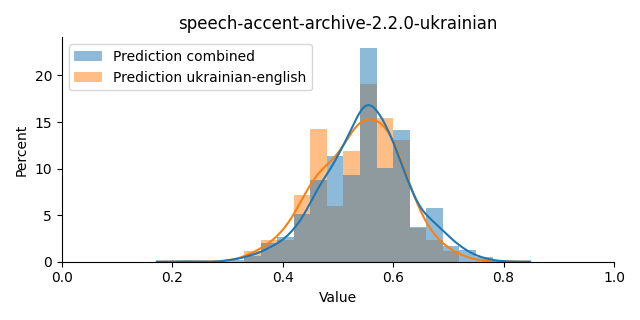 speech-accent-archive-2.2.0-ukrainian
Prediction combined
Prediction ukrainian-english
Percent
20
15
10
5
0
0.0 0.2 0.4 0.6 0.8 1.0
Value